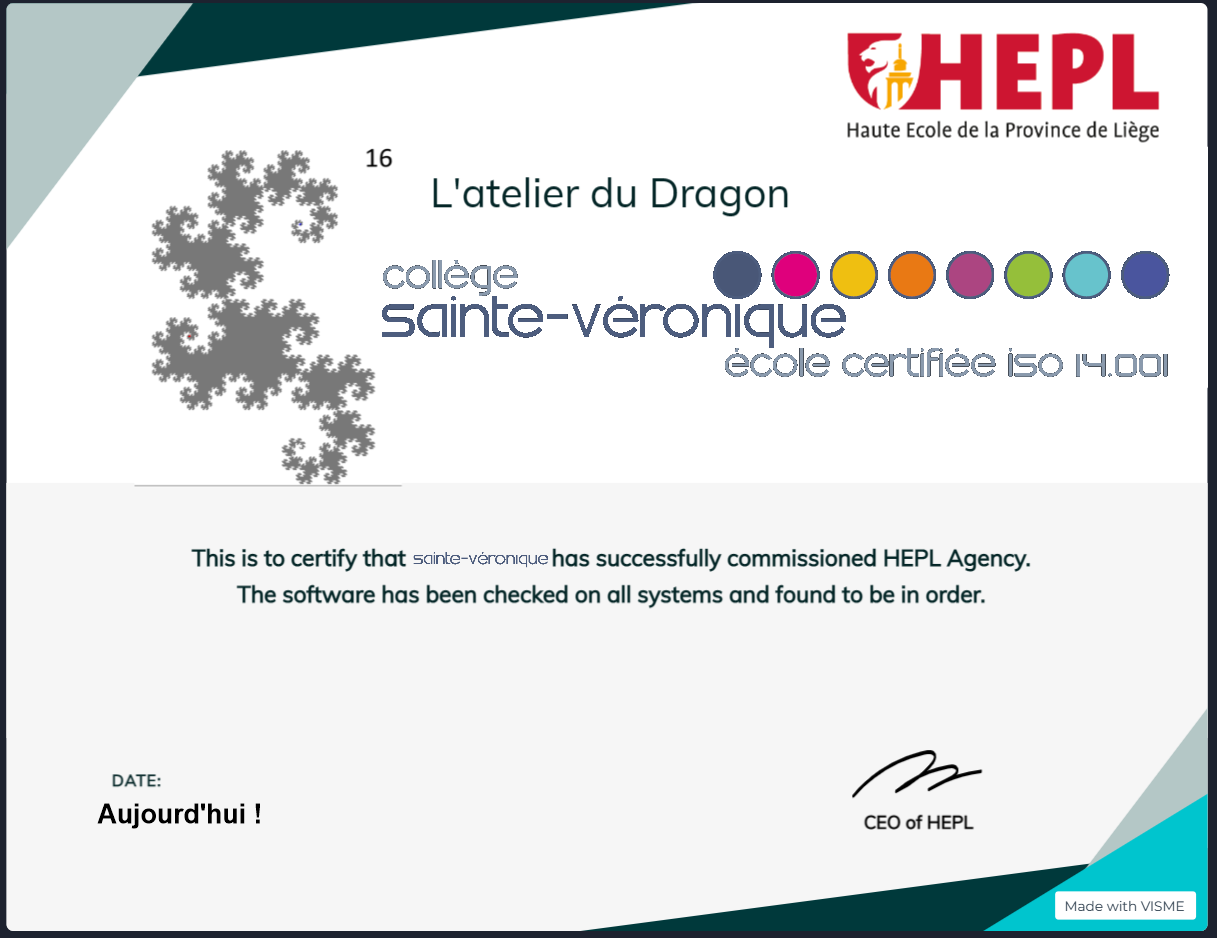 HEPL
Haute Ecole de la Province de Liège
16
L'atelier du Dragon
collège
sainte-véronique
école certifiée iso 14.001
This is to certify that sainte-véronique has successfully commissioned HEPL Agency.
The software has been checked on all systems and found to be in order.
DATE:
Aujourd'hui !
CEO of HEPL
Made with VISME